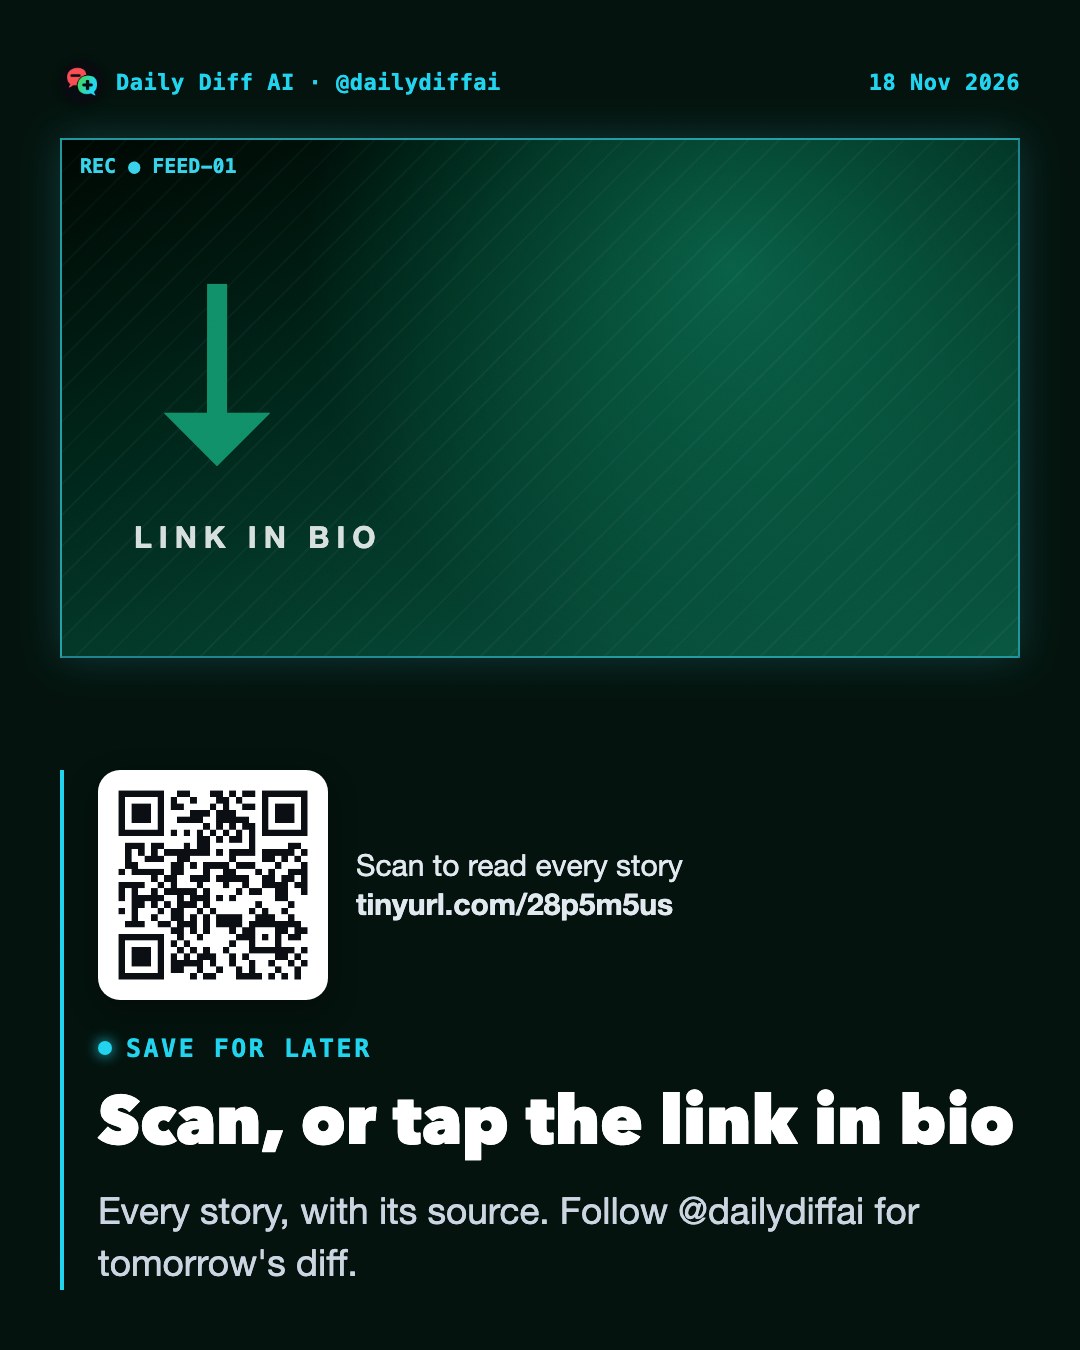 Daily Diff AI · @dailydiffai
18 Nov 2026
REC ● FEED-01
LINK IN BIO
Scan to read every story
tinyurl.com/28p5m5us
SAVE FOR LATER
Scan, or tap the link in bio
Every story, with its source. Follow @dailydiffai for
tomorrow's diff.